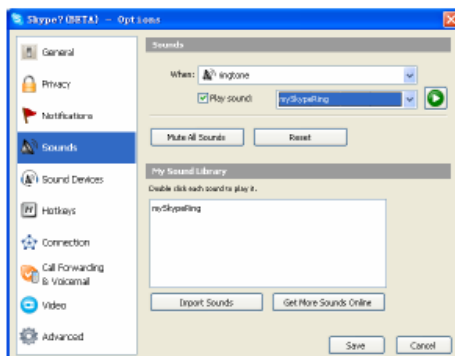 Skype?(BETA) - Options
General
Privacy
Notifications
Sounds
Sound Devices
Hotkeys
Connection
Call Forwarding
& Voicemail
Video
Advanced
Sounds
When: ringtone
Play sound: mySkypeRing
Mute All Sounds Reset
My Sound Library
Double click each sound to play it.
mySkypeRing
Import Sounds Get More Sounds Online
Save Cancel